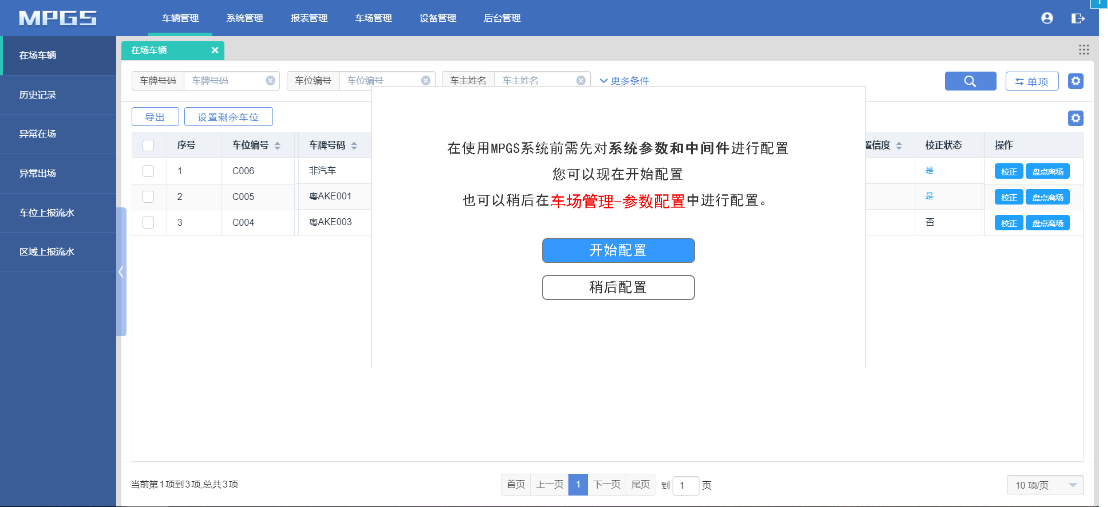 MPGS 车辆管理 系统管理 报表管理 车场管理 设备管理 后台管理
在场车辆
历史记录
异常在场
异常出场
车位上报流水
区域上报流水
在场车辆 ×
车牌号码 车牌号码 车位编号 车位编号 车主姓名 车主姓名 更多条件 单项
导出 设置剩余车位
序号 车位编号 车牌号码 信度 校正状态 操作
1 C006 非汽车 是 校正 盘点离场
2 C005 粤AKE001 是 校正 盘点离场
3 C004 粤AKE003 否 校正 盘点离场
在使用MPGS系统前需先对系统参数和中间件进行配置
您可以现在开始配置
也可以稍后在车场管理-参数配置中进行配置。
开始配置
稍后配置
当前第1项到3项,总共3项 首页 上一页 1 下一页 尾页 到 1 页 10 项/页